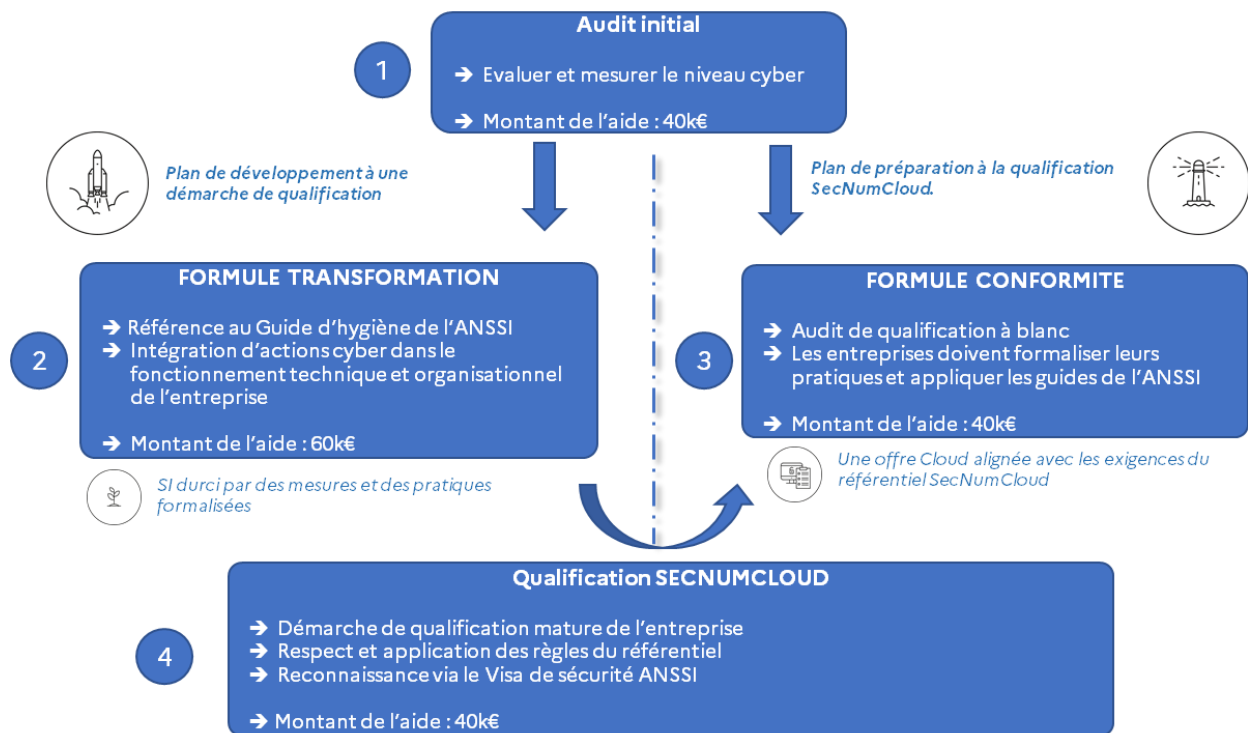 Audit initial
1
➔ Evaluer et mesurer le niveau cyber
➔ Montant de l'aide : 40k€
Plan de développement à une
démarche de qualification
Plan de préparation à la qualification
SecNumCloud.
FORMULE TRANSFORMATION
2
➔ Référence au Guide d'hygiène de l'ANSSI
➔ Intégration d'actions cyber dans le
fonctionnement technique et organisationnel
de l'entreprise
➔ Montant de l'aide : 60k€
SI durci par des mesures et des pratiques
formalisées
FORMULE CONFORMITE
3
➔ Audit de qualification à blanc
➔ Les entreprises doivent formaliser leurs
pratiques et appliquer les guides de l'ANSSI
➔ Montant de l'aide : 40k€
Une offre Cloud alignée avec les exigences du
référentiel SecNumCloud
Qualification SECNUMCLOUD
4
➔ Démarche de qualification mature de l'entreprise
➔ Respect et application des règles du référentiel
➔ Reconnaissance via le Visa de sécurité ANSSI
➔ Montant de l'aide : 40k€